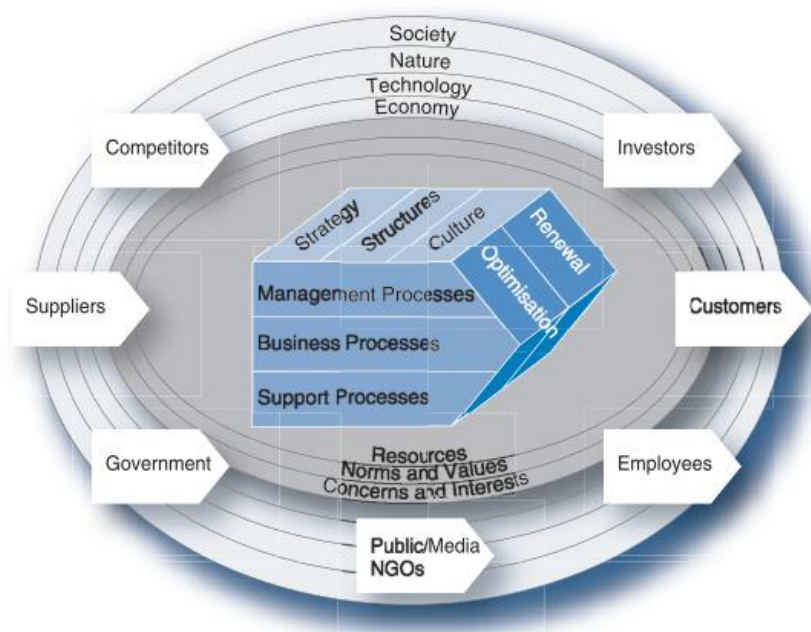 Society
Nature
Technology
Economy
Competitors
Investors
Strategy
Structures
Culture
Renewal
Optimisation
Management Processes
Suppliers
Customers
Business Processes
Support Processes
Government
Employees
Resources
Norms and Values
Concerns and Interests
Public/Media
NGOs